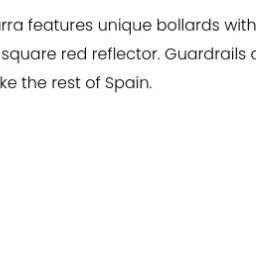 rra features unique bollards with
square red reflector. Guardrails
ke the rest of Spain.